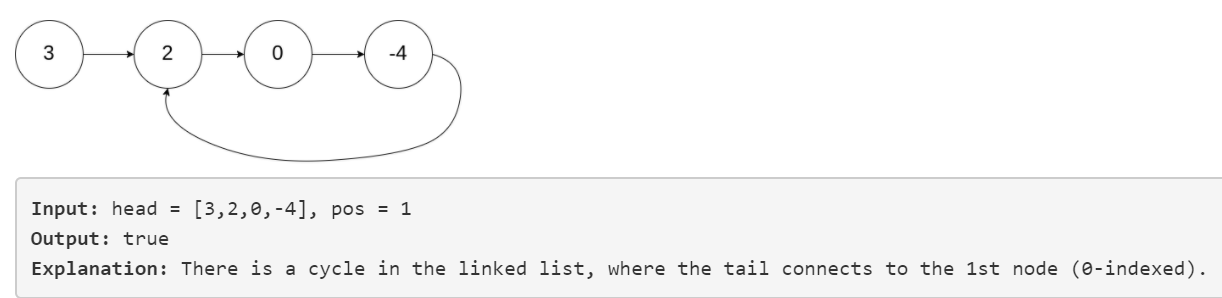 3 2 0 -4
Input: head = [3,2,0,-4], pos = 1
Output: true
Explanation: There is a cycle in the linked list, where the tail connects to the 1st node (0-indexed).